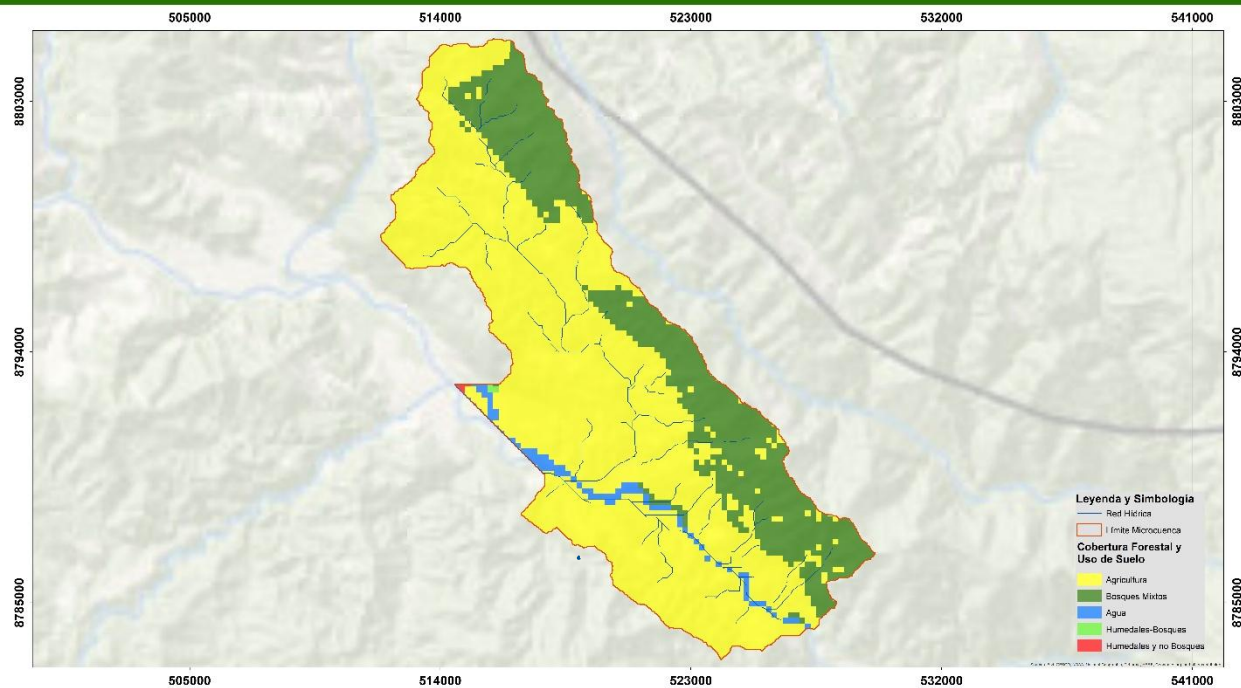 505000 514000 523000 532000 541000
8803000 8803000
8794000 8794000
8785000 8785000
Leyenda y Simbología
Red Hídrica
Límite Microcuenca
Cobertura Forestal y
Uso de Suelo
Agricultura
Bosques Mixtos
Agua
Humedales-Bosques
Humedales y no Bosques
505000 514000 523000 532000 541000